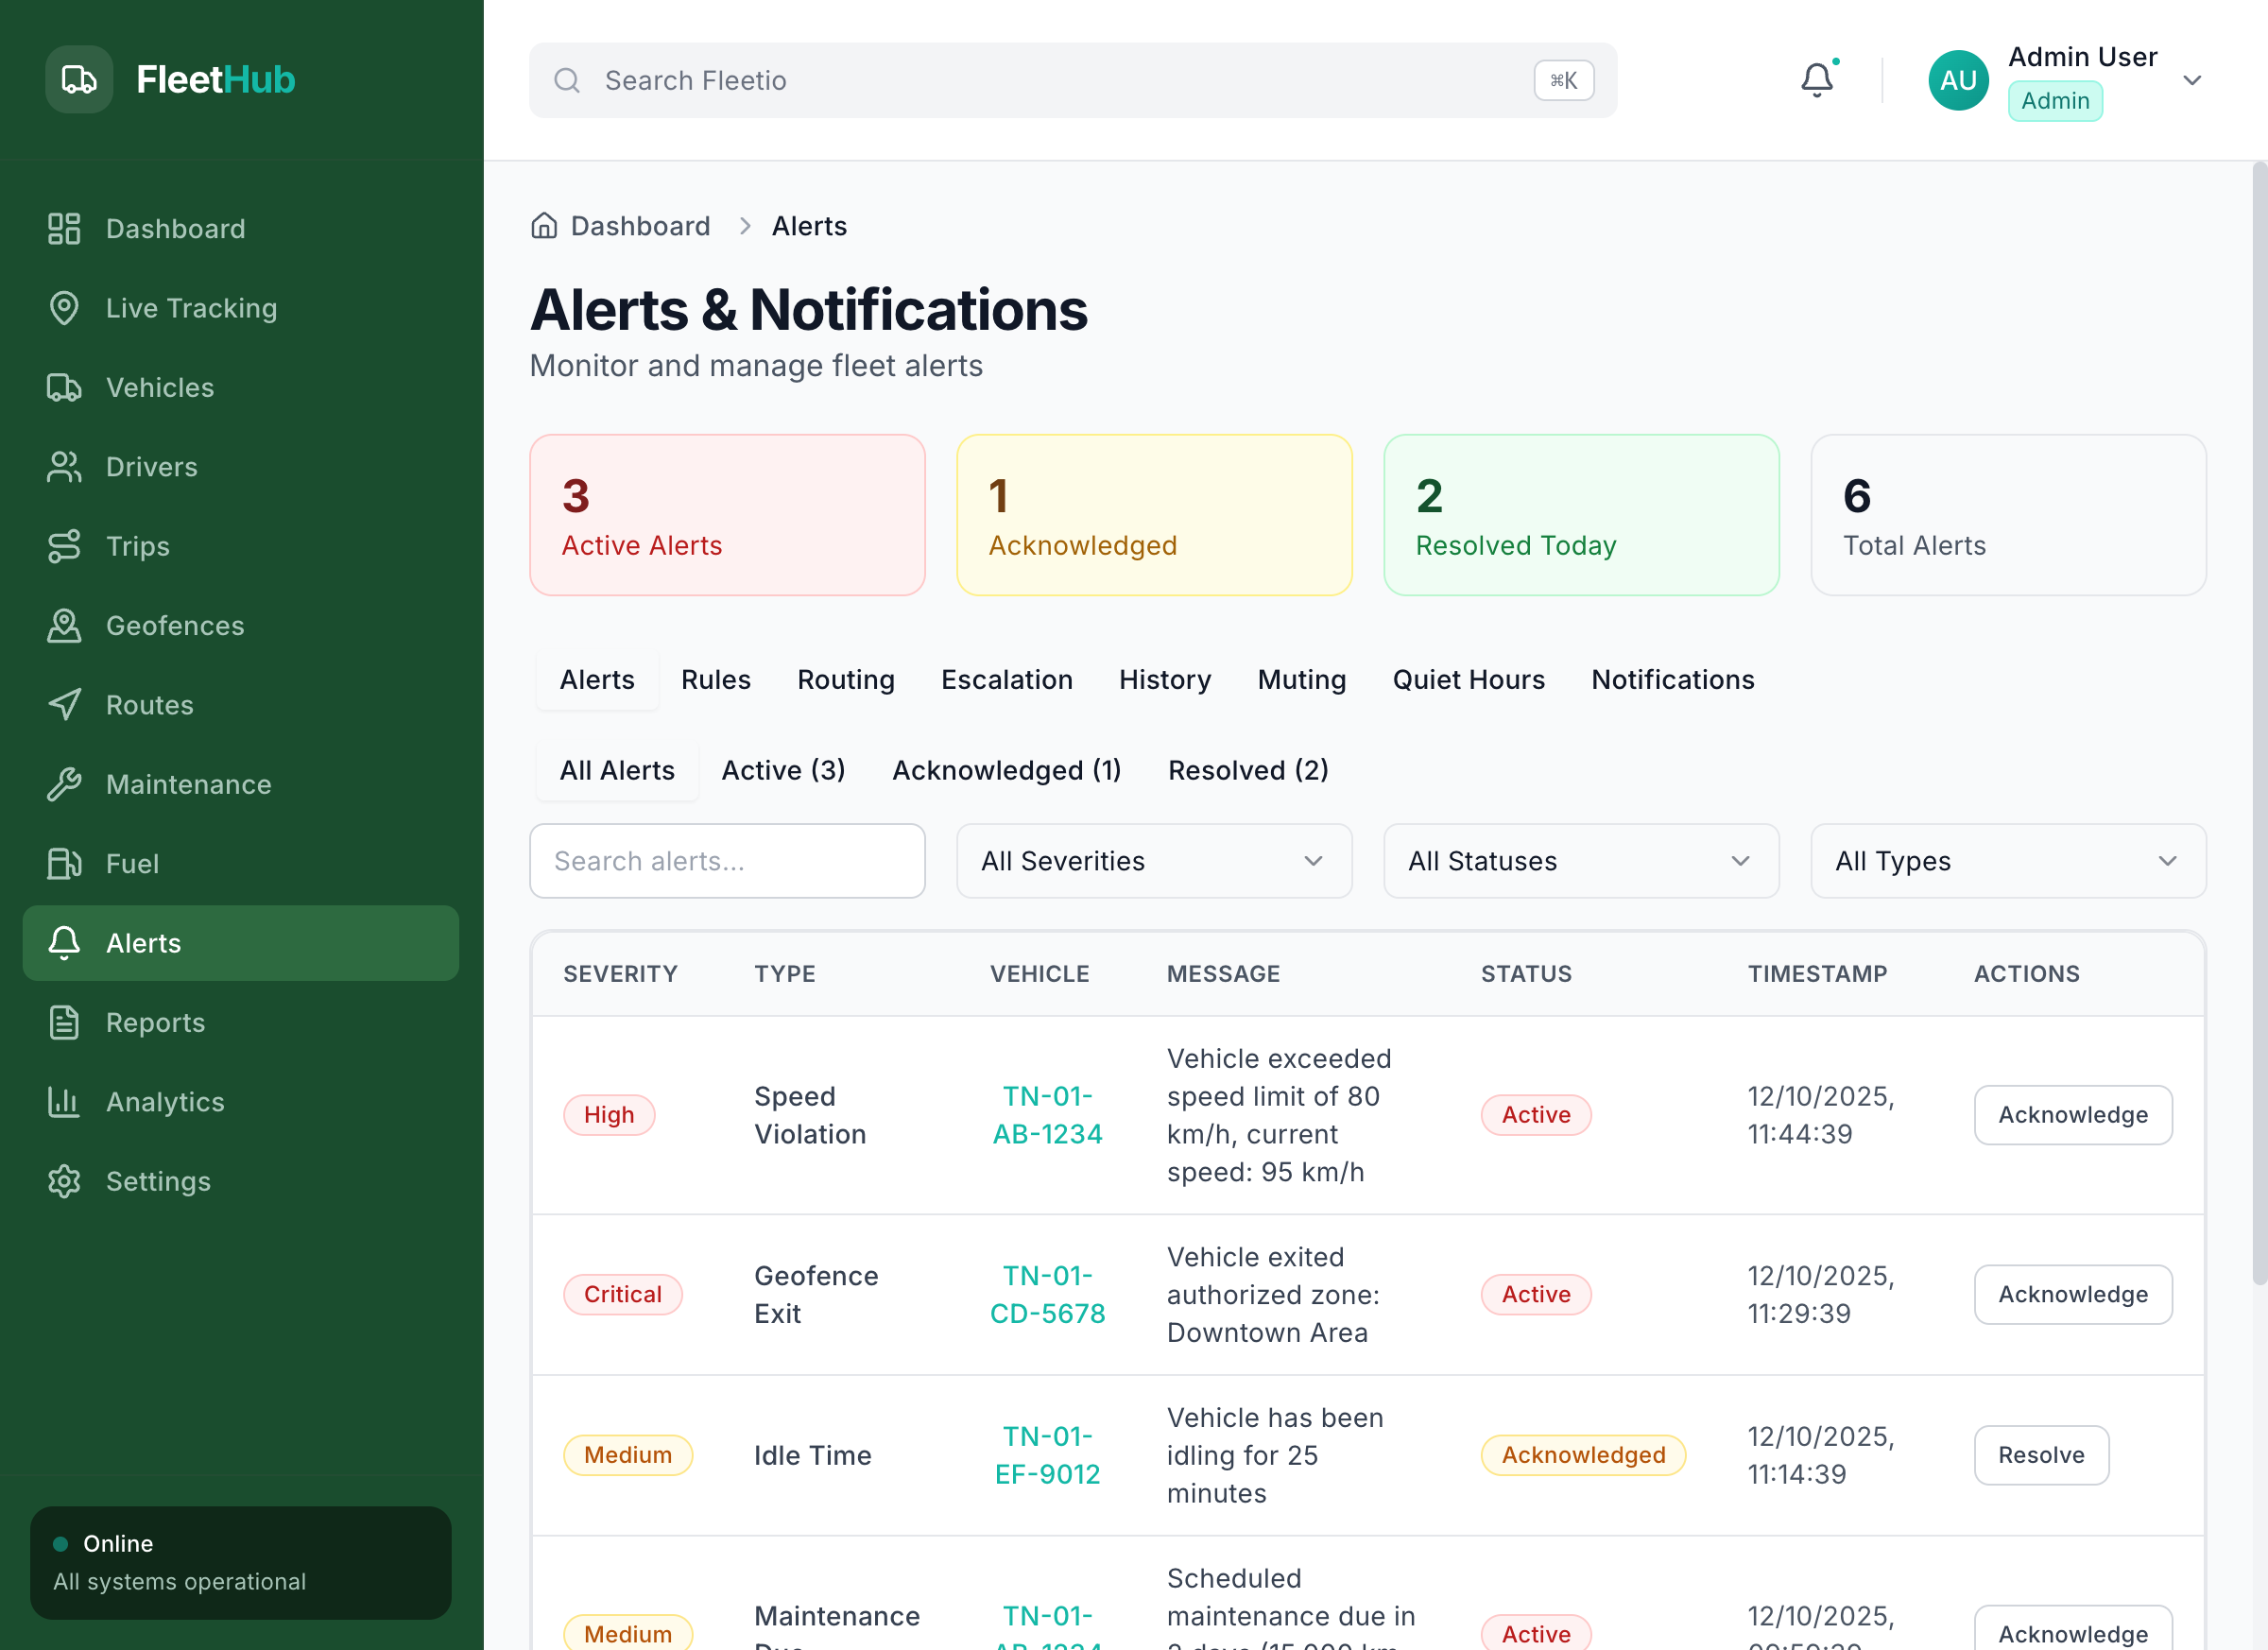 FleetHub
Search Fleetio
⌘K
AU
Admin User
Admin
Dashboard
Live Tracking
Vehicles
Drivers
Trips
Geofences
Routes
Maintenance
Fuel
Alerts
Reports
Analytics
Settings
Online
All systems operational
Dashboard > Alerts
Alerts & Notifications
Monitor and manage fleet alerts
3
Active Alerts
1
Acknowledged
2
Resolved Today
6
Total Alerts
Alerts Rules Routing Escalation History Muting Quiet Hours Notifications
All Alerts Active (3) Acknowledged (1) Resolved (2)
Search alerts...
All Severities
All Statuses
All Types
SEVERITY TYPE VEHICLE MESSAGE STATUS TIMESTAMP ACTIONS
High
Speed
Violation
TN-01-
AB-1234
Vehicle exceeded
speed limit of 80
km/h, current
speed: 95 km/h
Active
12/10/2025,
11:44:39
Acknowledge
Critical
Geofence
Exit
TN-01-
CD-5678
Vehicle exited
authorized zone:
Downtown Area
Active
12/10/2025,
11:29:39
Acknowledge
Medium
Idle Time
TN-01-
EF-9012
Vehicle has been
idling for 25
minutes
Acknowledged
12/10/2025,
11:14:39
Resolve
Medium
Maintenance
TN-01-
AB-1234
Scheduled
maintenance due in
Active
12/10/2025,
Acknowledge